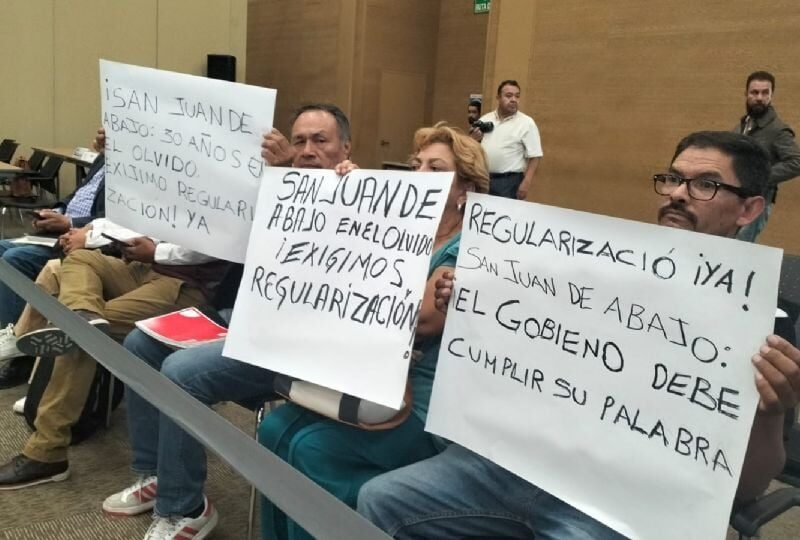 ¡SAN JUAN DE
ABAJO: 30 AÑOS EN
EL OLVIDO.
EXIJIMO REGULARI
ZACIÓN! YA
SAN JUAN DE
ABAJO EN EL OLVIDO
¡EXIGIMOS
REGULARIZACIÓN!
REGULARIZACIÓ ¡YA!
SAN JUAN DE ABAJO:
EL GOBIENO DEBE
CUMPLIR SU PALABRA